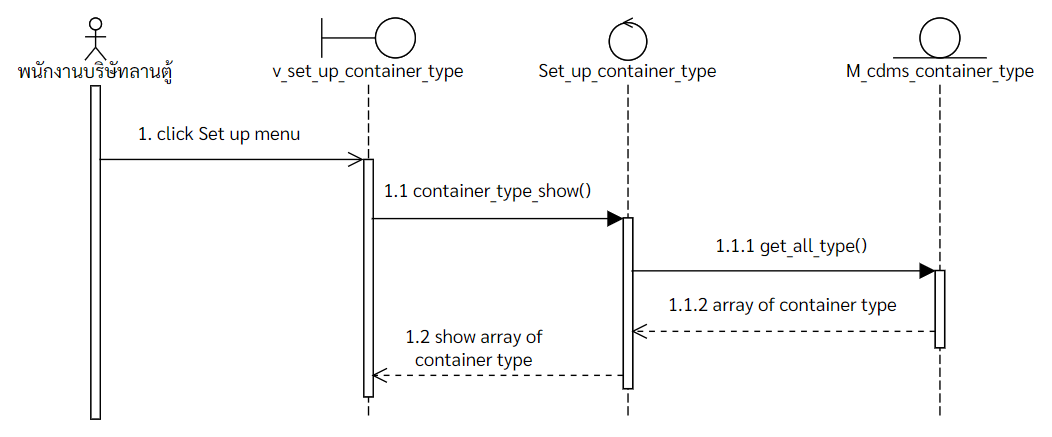 พนักงานบริษัทลานตู้
v_set_up_container_type
Set_up_container_type
M_cdms_container_type
1. click Set up menu
1.1 container_type_show()
1.1.1 get_all_type()
1.1.2 array of container type
1.2 show array of
container type